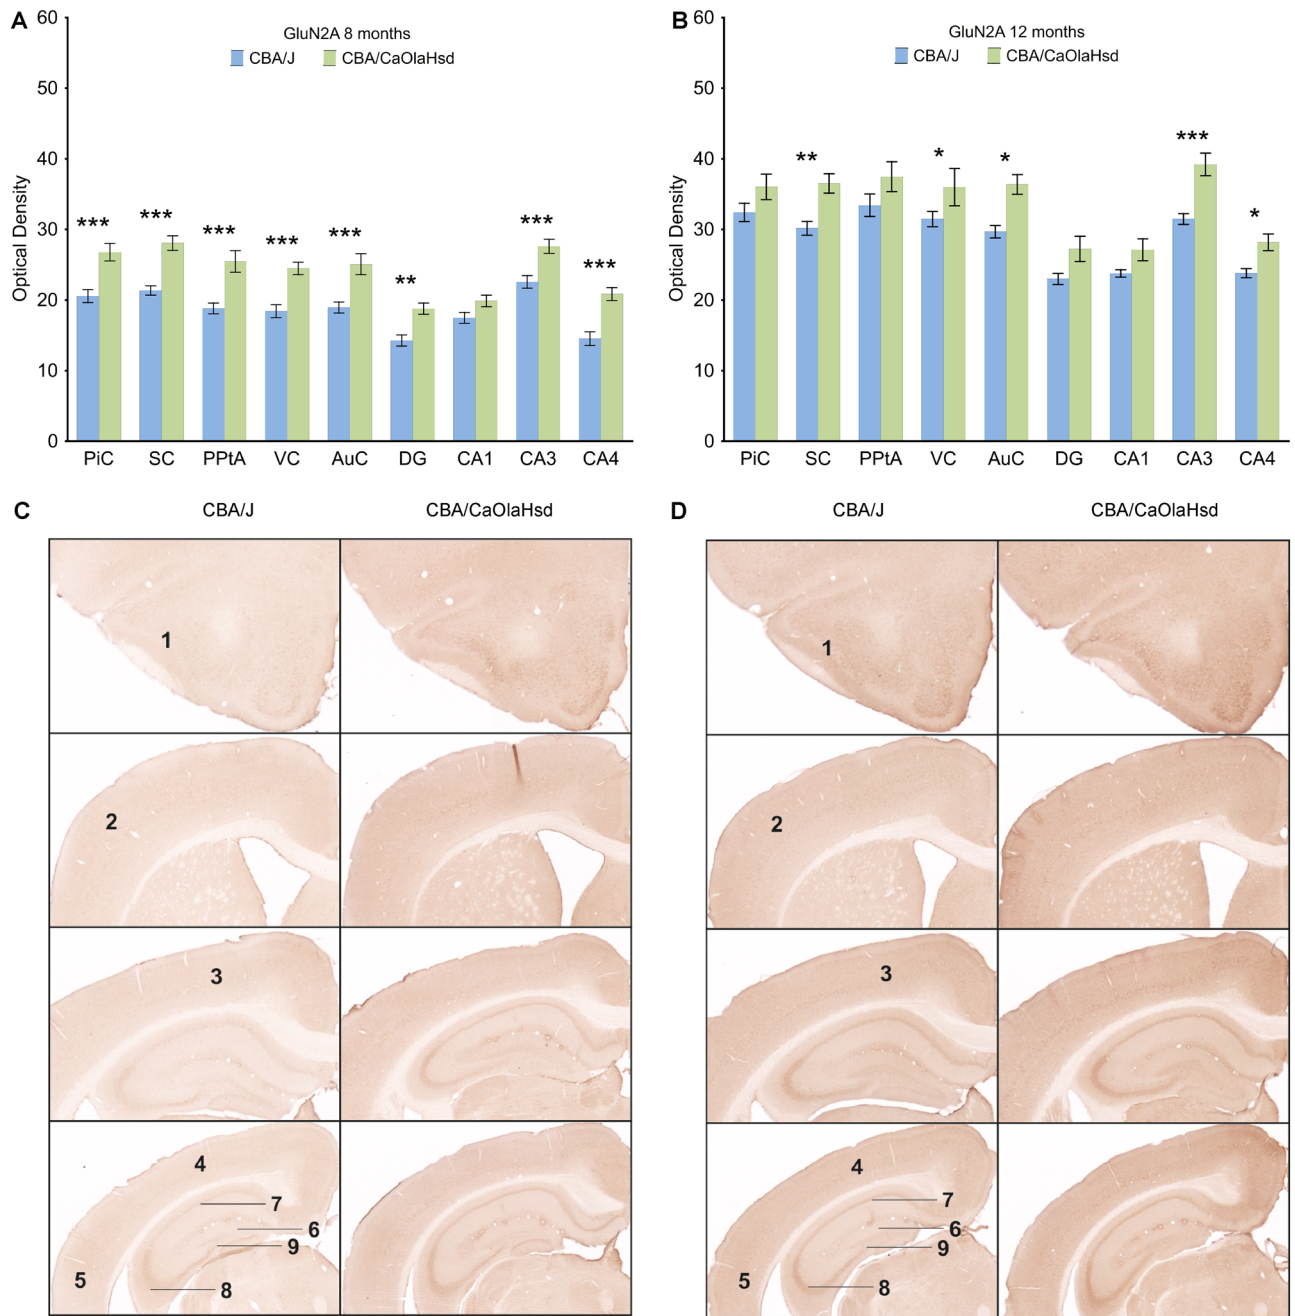 A
GluN2A 8 months
CBA/J CBA/CaOlaHsd
Optical Density
60
50
40
30
20
10
0
*** *** *** *** *** ** *** ***
PiC SC PPtA VC AuC DG CA1 CA3 CA4
B
GluN2A 12 months
CBA/J CBA/CaOlaHsd
Optical Density
60
50
40
30
20
10
0
** * * *** *
PiC SC PPtA VC AuC DG CA1 CA3 CA4
C CBA/J CBA/CaOlaHsd
1
2
3
4
7
6
9
5
8
D CBA/J CBA/CaOlaHsd
1
2
3
4
7
6
9
5
8